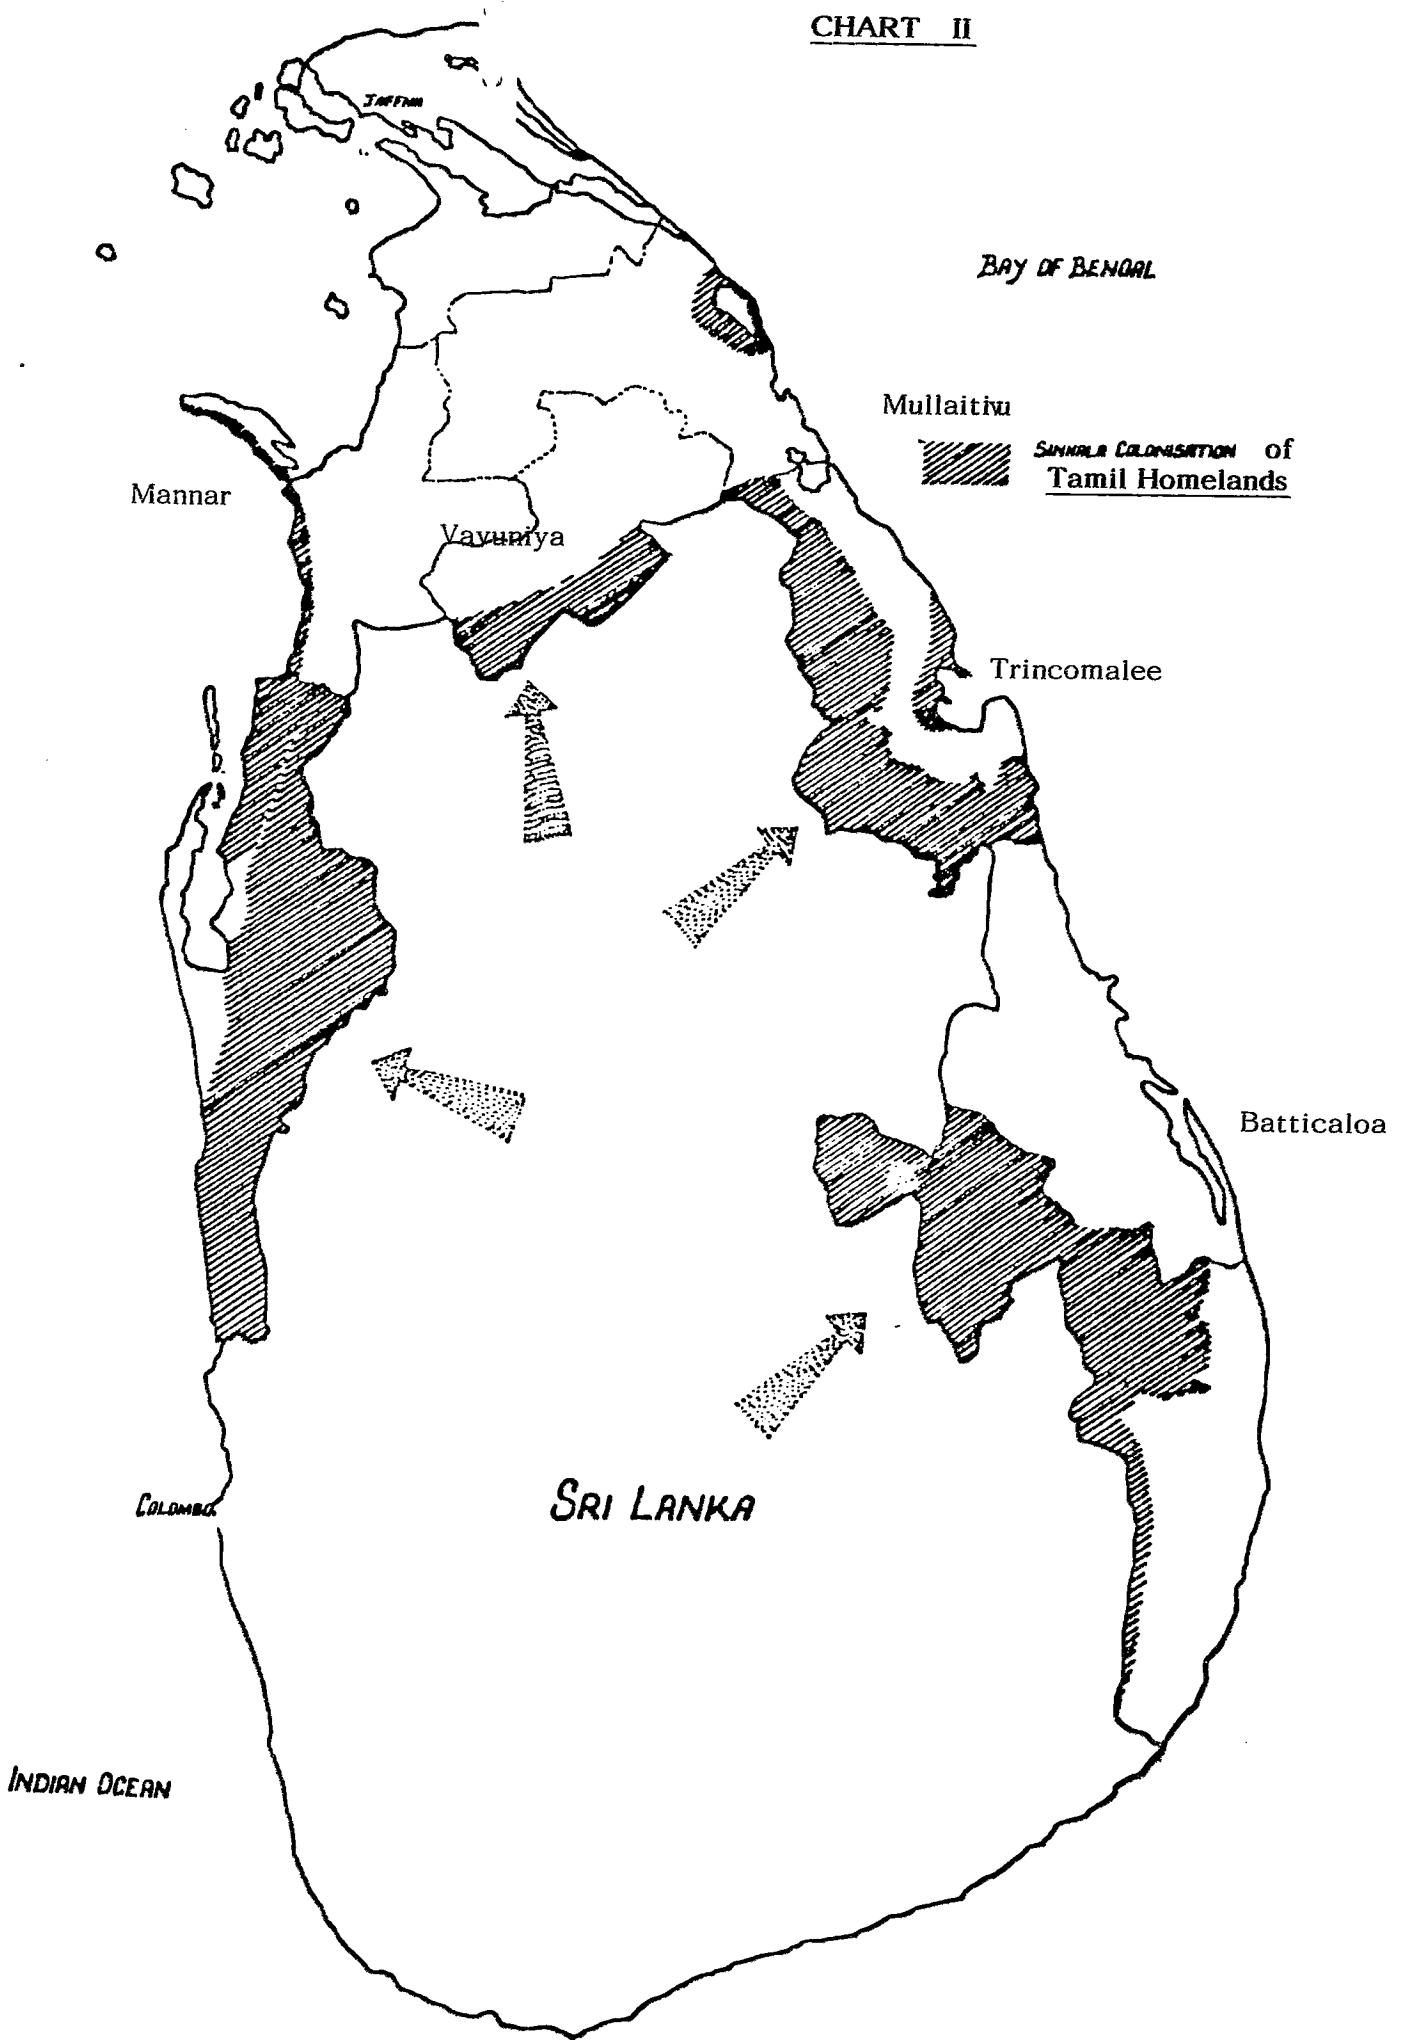 CHART II
JAFFNA
BAY OF BENGAL
Mullaitivu
SINHALA COLONISATION of
Tamil Homelands
Mannar
Vavuniya
Trincomalee
Batticaloa
COLOMBO
SRI LANKA
INDIAN OCEAN